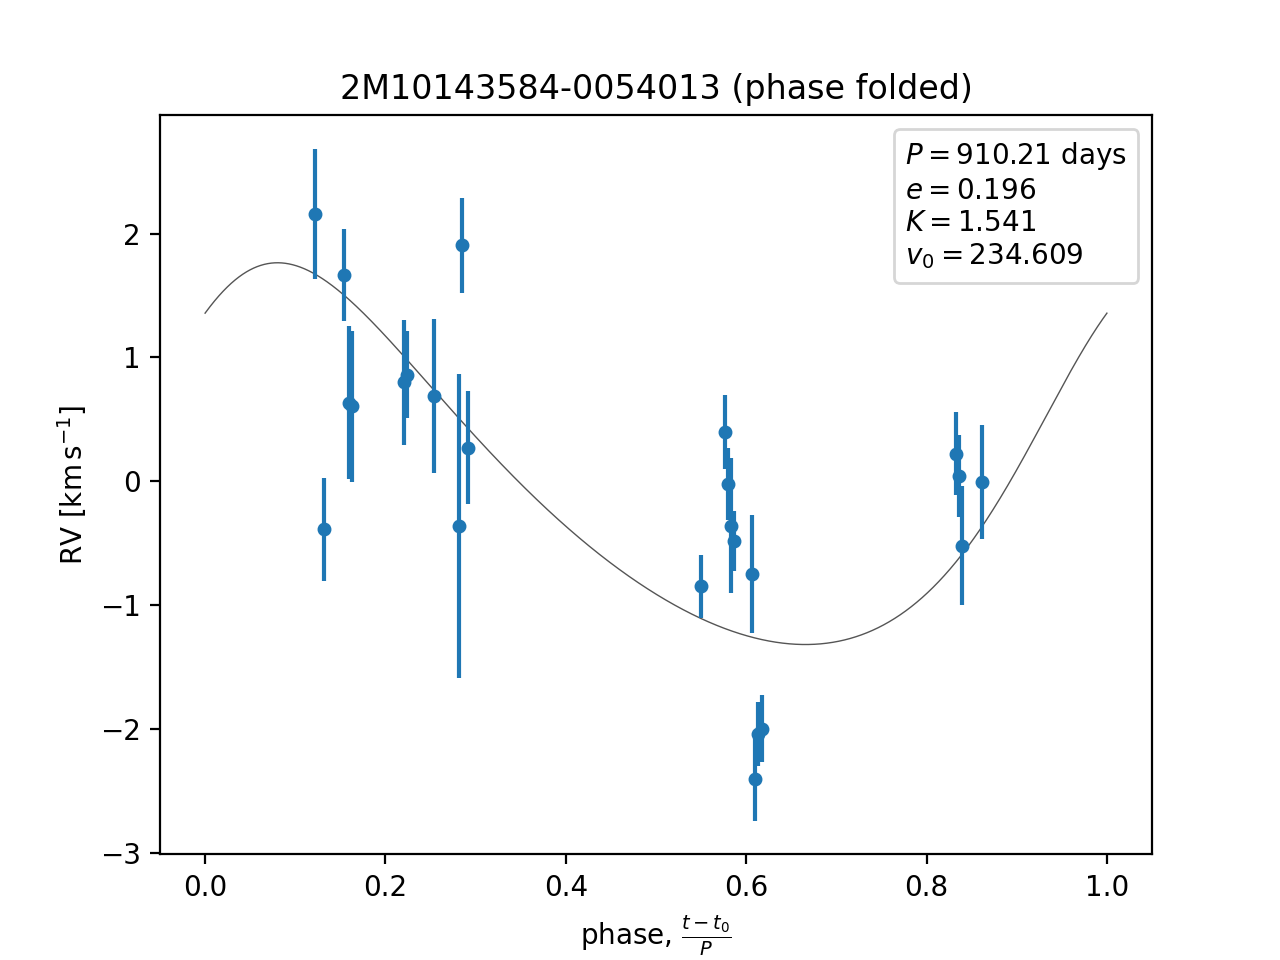 2M10143584-0054013 (phase folded)
P = 910.21 days
e = 0.196
K = 1.541
v₀ = 234.609
2
1
0
−1
−2
−3
RV [km s⁻¹]
0.0 0.2 0.4 0.6 0.8 1.0
phase, (t − t₀)/P